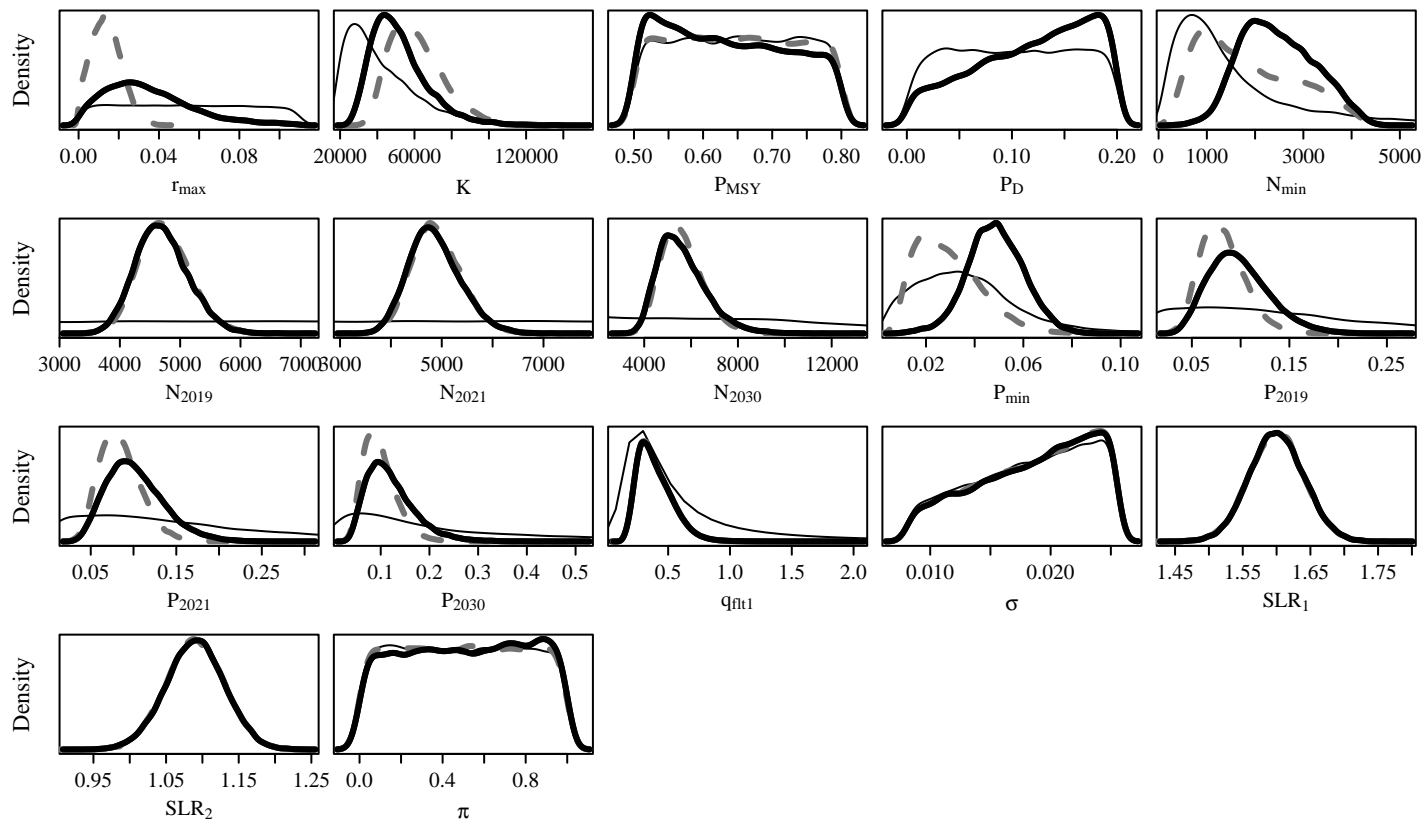 Density
0.00 0.04 0.08
r_max
20000 60000 120000
K
0.50 0.60 0.70 0.80
P_MSY
0.00 0.10 0.20
P_D
0 1000 3000 5000
N_min
Density
3000 4000 5000 6000 7000
N_2019
3000 5000 7000
N_2021
4000 8000 12000
N_2030
0.02 0.06 0.10
P_min
0.05 0.15 0.25
P_2019
Density
0.05 0.15 0.25
P_2021
0.1 0.2 0.3 0.4 0.5
P_2030
0.5 1.0 1.5 2.0
q_flt1
0.010 0.020
σ
1.45 1.55 1.65 1.75
SLR_1
Density
0.95 1.05 1.15 1.25
SLR_2
0.0 0.4 0.8
π